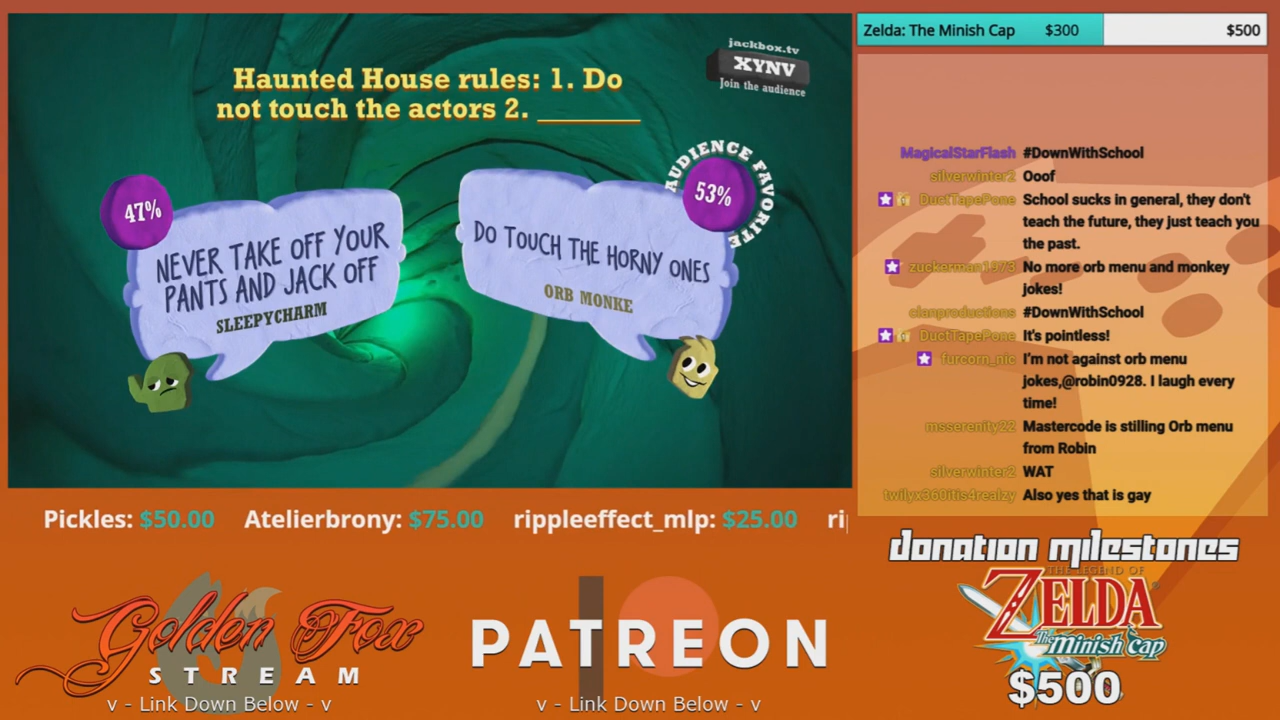 Haunted House rules: 1. Do
not touch the actors 2. ________
jackbox.tv
XYNV
Join the audience
47%
NEVER TAKE OFF YOUR
PANTS AND JACK OFF
SLEEPYCHARM
AUDIENCE FAVORITE
53%
DO TOUCH THE HORNY ONES
ORB MONKE
Zelda: The Minish Cap $300 $500
MagicalStarFlash #DownWithSchool
silverwinter2 Ooof
DuctTapePone School sucks in general, they don't
teach the future, they just teach you
the past.
zuckerman1973 No more orb menu and monkey
jokes!
cianproductions #DownWithSchool
DuctTapePone It's pointless!
furcorn_nic I'm not against orb menu
jokes,@robin0928. I laugh every
time!
msserenity22 Mastercode is stilling Orb menu
from Robin
silverwinter2 WAT
twilyx360itis4realzy Also yes that is gay
Pickles: $50.00 Atelierbrony: $75.00 rippleeffect_mlp: $25.00 ri
Golden Fox
STREAM
v - Link Down Below - v
PATREON
v - Link Down Below - v
donation milestones
THE LEGEND OF
ZELDA
The Minish Cap
$500